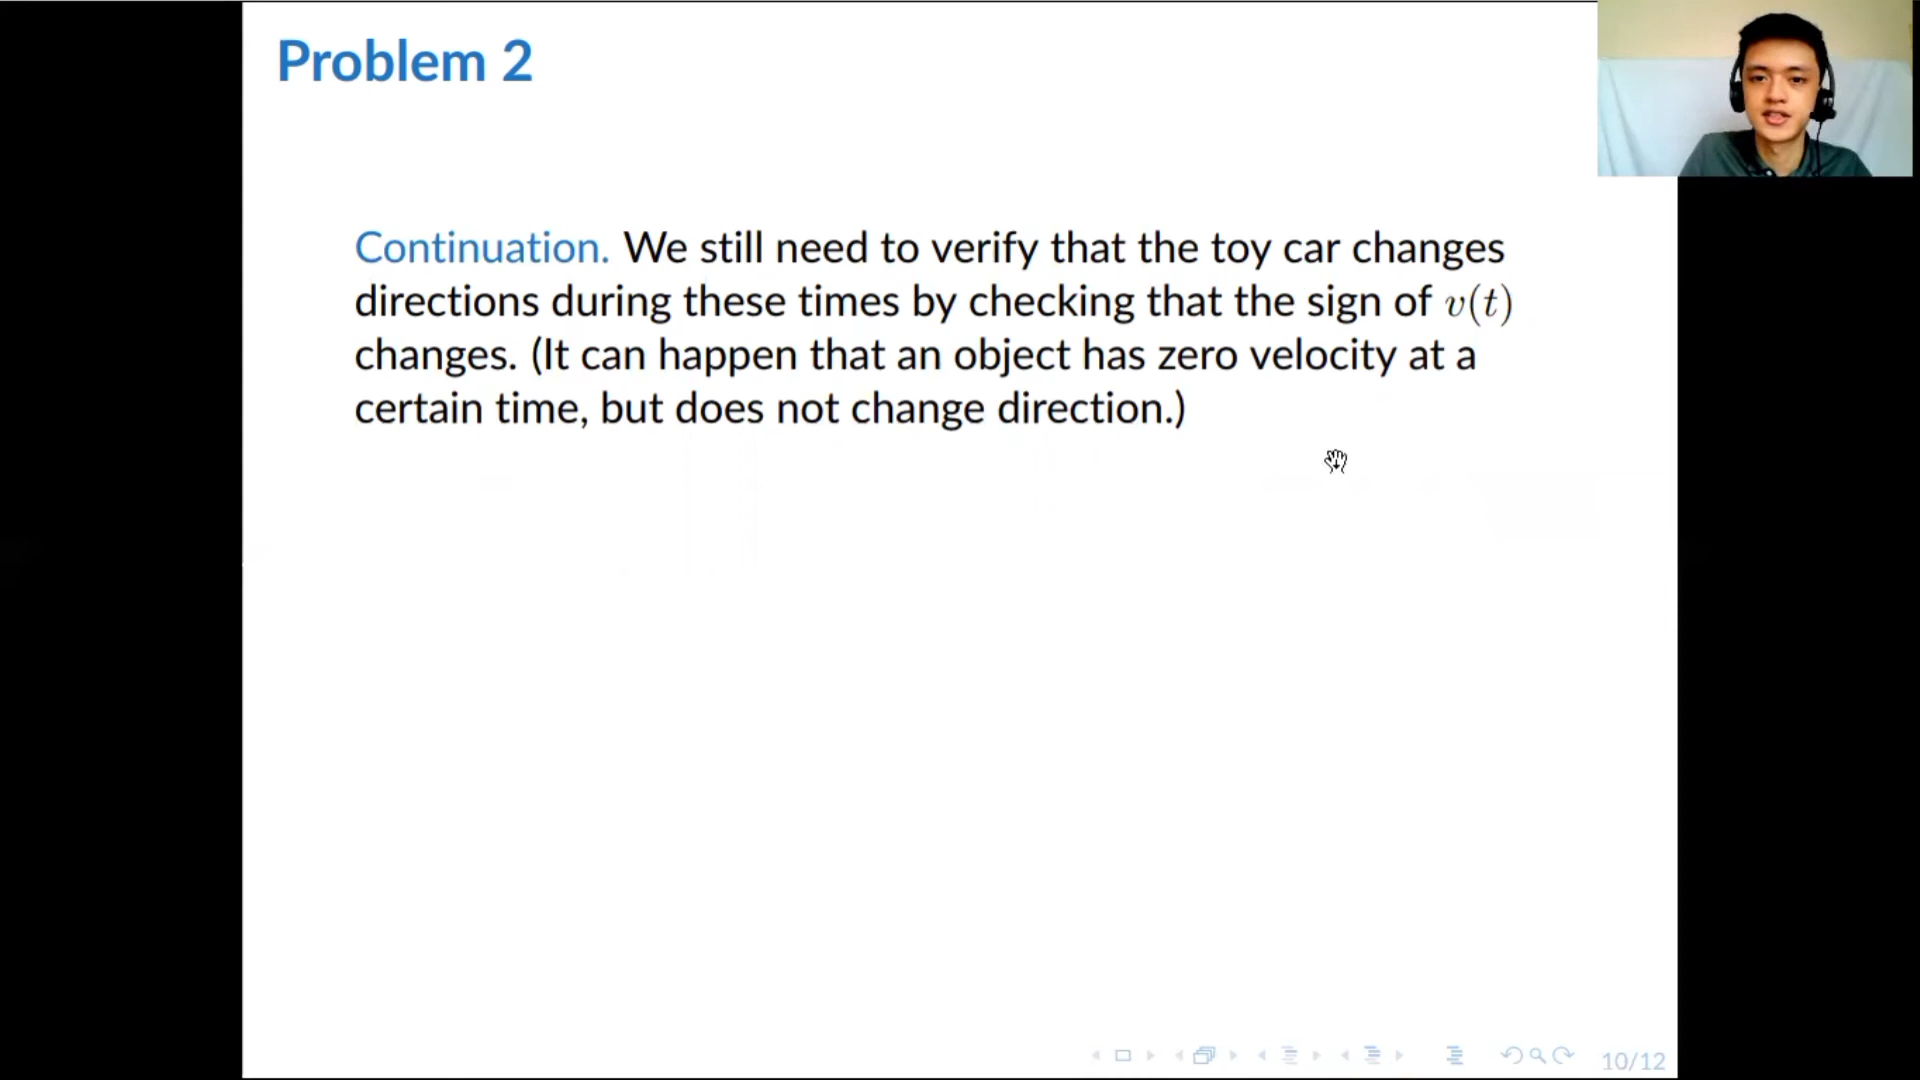 Problem 2
Continuation. We still need to verify that the toy car changes
directions during these times by checking that the sign of v(t)
changes. (It can happen that an object has zero velocity at a
certain time, but does not change direction.)
10/12